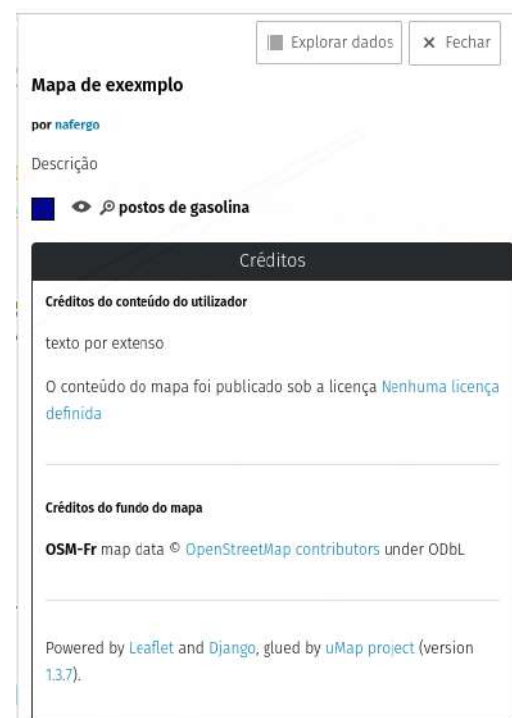 Explorar dados
× Fechar
Mapa de exexmplo
por nafergo
Descrição
postos de gasolina
Créditos
Créditos do conteúdo do utilizador
texto por extenso
O conteúdo do mapa foi publicado sob a licença Nenhuma licença
definida
Créditos do fundo do mapa
OSM-Fr map data © OpenStreetMap contributors under ODbL
Powered by Leaflet and Django, glued by uMap project (version
1.3.7).